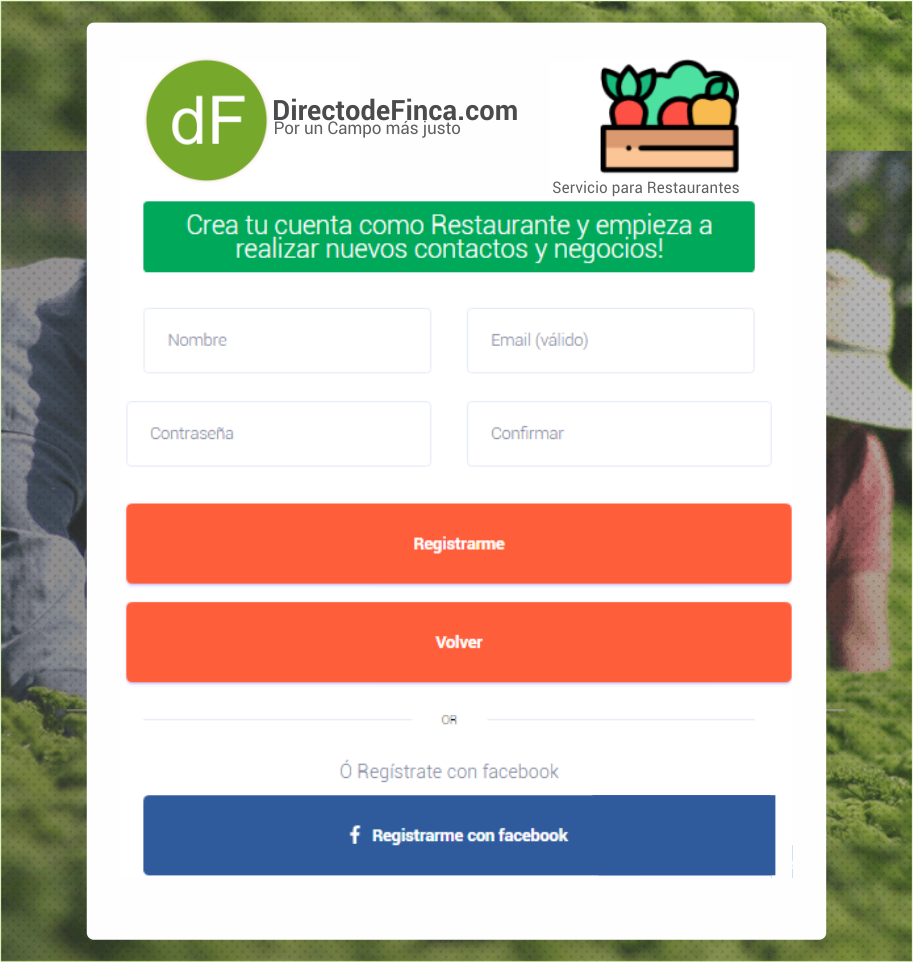 dF
DirectodeFinca.com
Por un Campo más justo
Servicio para Restaurantes
Crea tu cuenta como Restaurante y empieza a
realizar nuevos contactos y negocios!
Nombre
Email (válido)
Contraseña
Confirmar
Registrarme
Volver
OR
Ó Regístrate con facebook
f Registrarme con facebook